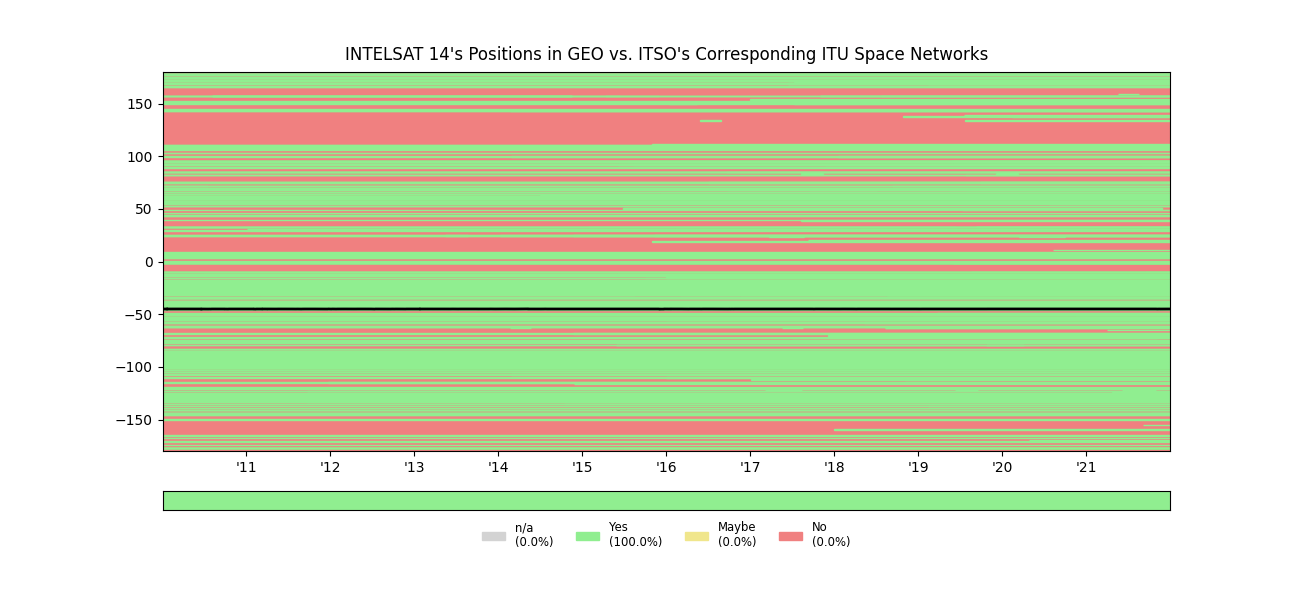 INTELSAT 14's Positions in GEO vs. ITSO's Corresponding ITU Space Networks
150
100
50
0
−50
−100
−150
'11 '12 '13 '14 '15 '16 '17 '18 '19 '20 '21
n/a Yes Maybe No
(0.0%) (100.0%) (0.0%) (0.0%)